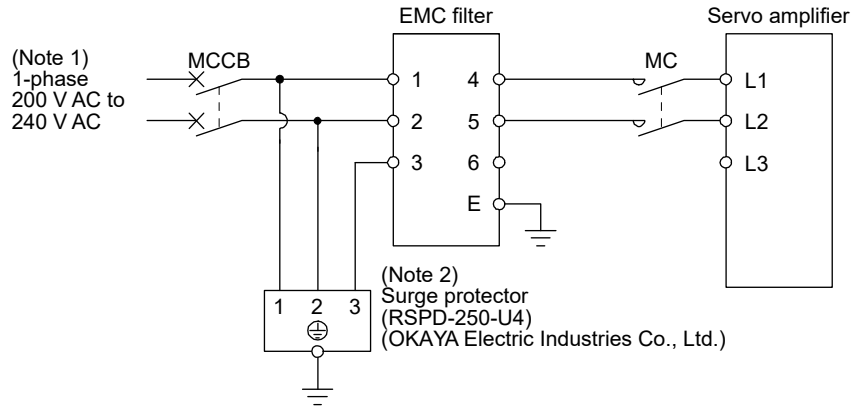 EMC filter
Servo amplifier
(Note 1)
1-phase
200 V AC to
240 V AC
MCCB
MC
1
4
L1
2
5
L2
3
6
L3
E
(Note 2)
Surge protector
(RSPD-250-U4)
(OKAYA Electric Industries Co., Ltd.)
1 2 3